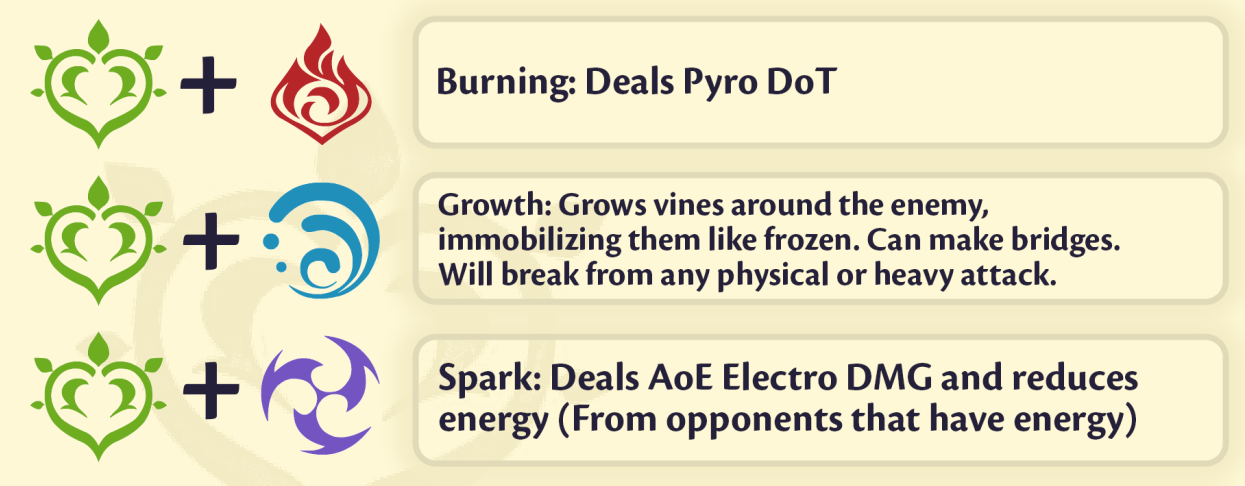 Burning: Deals Pyro DoT
Growth: Grows vines around the enemy,
immobilizing them like frozen. Can make bridges.
Will break from any physical or heavy attack.
Spark: Deals AoE Electro DMG and reduces
energy (From opponents that have energy)